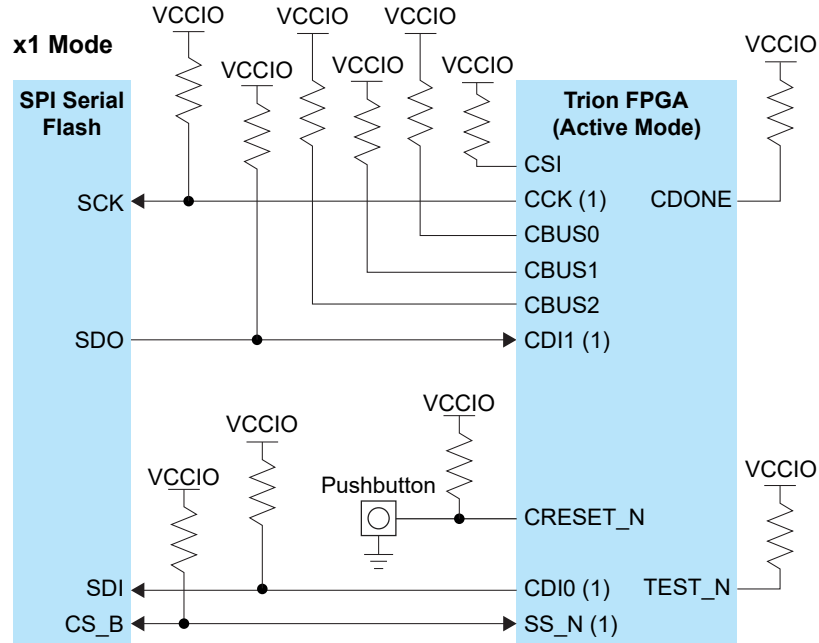 VCCIO
VCCIO
VCCIO
VCCIO
x1 Mode
VCCIO
VCCIO
VCCIO
SPI Serial
Flash
Trion FPGA
(Active Mode)
CSI
SCK
CCK (1)
CDONE
CBUS0
CBUS1
CBUS2
SDO
CDI1 (1)
VCCIO
VCCIO
VCCIO
VCCIO
Pushbutton
CRESET_N
SDI
CDI0 (1)
TEST_N
CS_B
SS_N (1)